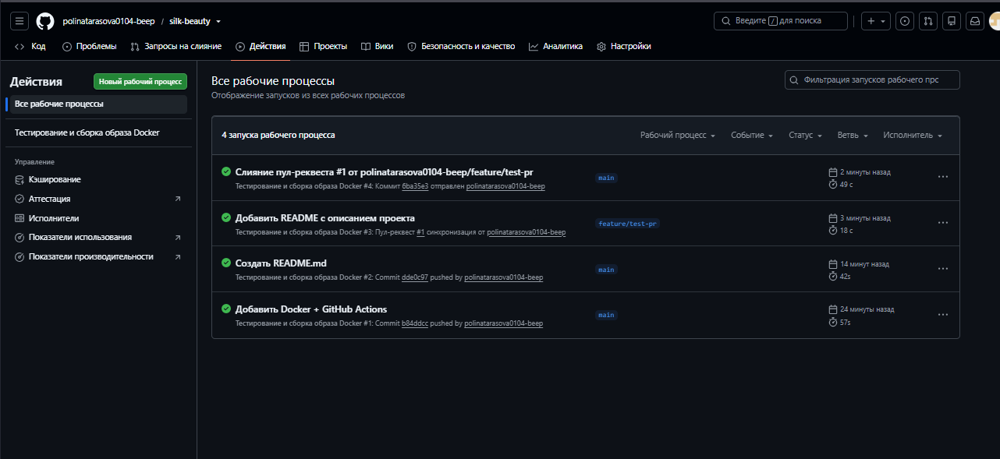 polinatarasova0104-beep / silk-beauty
Введите / для поиска
Код Проблемы Запросы на слияние Действия Проекты Вики Безопасность и качество Аналитика Настройки
Действия
Новый рабочий процесс
Все рабочие процессы
Тестирование и сборка образа Docker
Управление
Кэширование
Аттестация
Исполнители
Показатели использования
Показатели производительности
Все рабочие процессы
Отображение запусков из всех рабочих процессов
Фильтрация запусков рабочего прс
4 запуска рабочего процесса
Рабочий процесс Событие Статус Ветвь Исполнитель
Слияние пул-реквеста #1 от polinatarasova0104-beep/feature/test-pr
Тестирование и сборка образа Docker #4: Коммит 6ba35e3 отправлен polinatarasova0104-beep
main
2 минуты назад
49 с
Добавить README с описанием проекта
Тестирование и сборка образа Docker #3: Пул-реквест #1 синхронизация от polinatarasova0104-beep
feature/test-pr
3 минуты назад
18 с
Создать README.md
Тестирование и сборка образа Docker #2: Commit dde0c97 pushed by polinatarasova0104-beep
main
14 минут назад
42s
Добавить Docker + GitHub Actions
Тестирование и сборка образа Docker #1: Commit b84ddcc pushed by polinatarasova0104-beep
main
24 минуты назад
57s